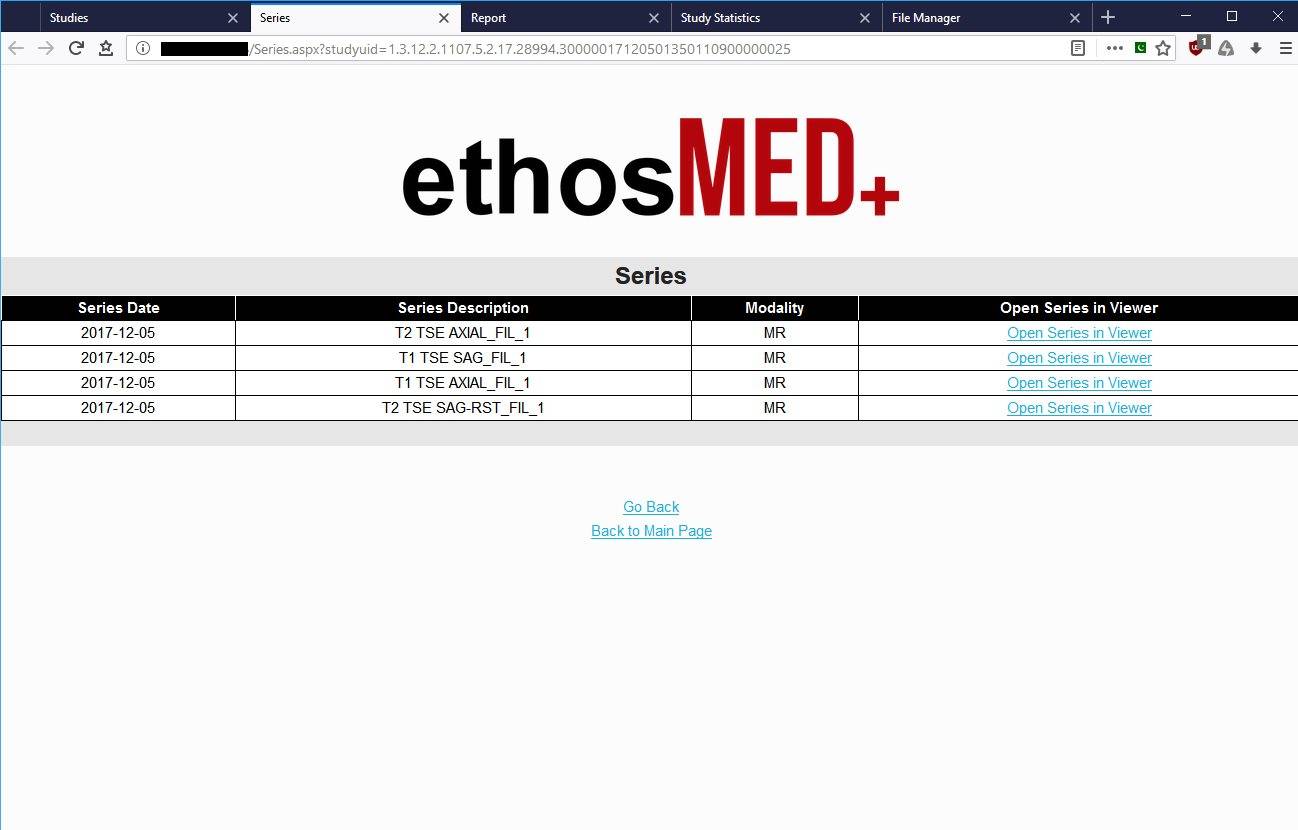 Studies Series Report Study Statistics File Manager
/Series.aspx?studyuid=1.3.12.2.1107.5.2.17.28994.30000017120501350110900000025
1
ethosMED+
Series
Series Date Series Description Modality Open Series in Viewer
2017-12-05 T2 TSE AXIAL_FIL_1 MR Open Series in Viewer
2017-12-05 T1 TSE SAG_FIL_1 MR Open Series in Viewer
2017-12-05 T1 TSE AXIAL_FIL_1 MR Open Series in Viewer
2017-12-05 T2 TSE SAG-RST_FIL_1 MR Open Series in Viewer
Go Back
Back to Main Page